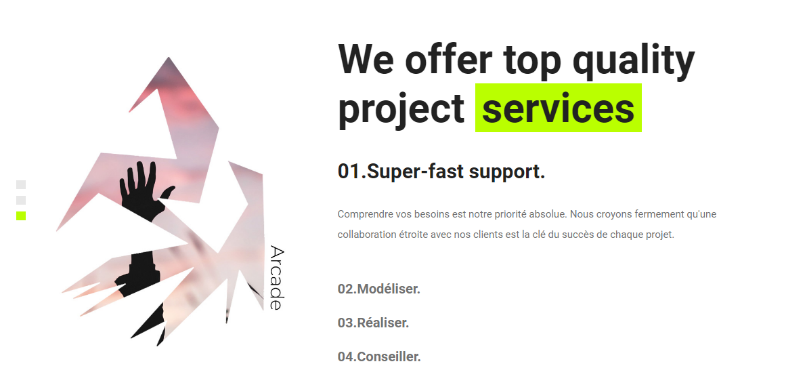 We offer top quality
project services
01.Super-fast support.
Comprendre vos besoins est notre priorité absolue. Nous croyons fermement qu'une
collaboration étroite avec nos clients est la clé du succès de chaque projet.
Arcade
02.Modéliser.
03.Réaliser.
04.Conseiller.